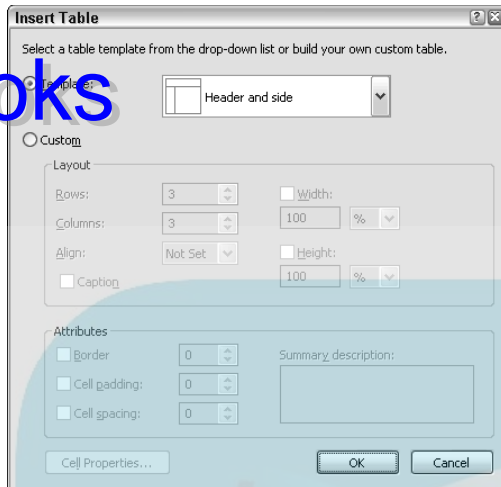 Insert Table
Select a table template from the drop-down list or build your own custom table.
oks
Template:
Header and side
Custom
Layout
Rows: 3 Width:
Columns: 3 100 %
Align: Not Set Height:
Caption 100 %
Attributes
Border 0 Summary description:
Cell padding: 0
Cell spacing: 0
Cell Properties... OK Cancel